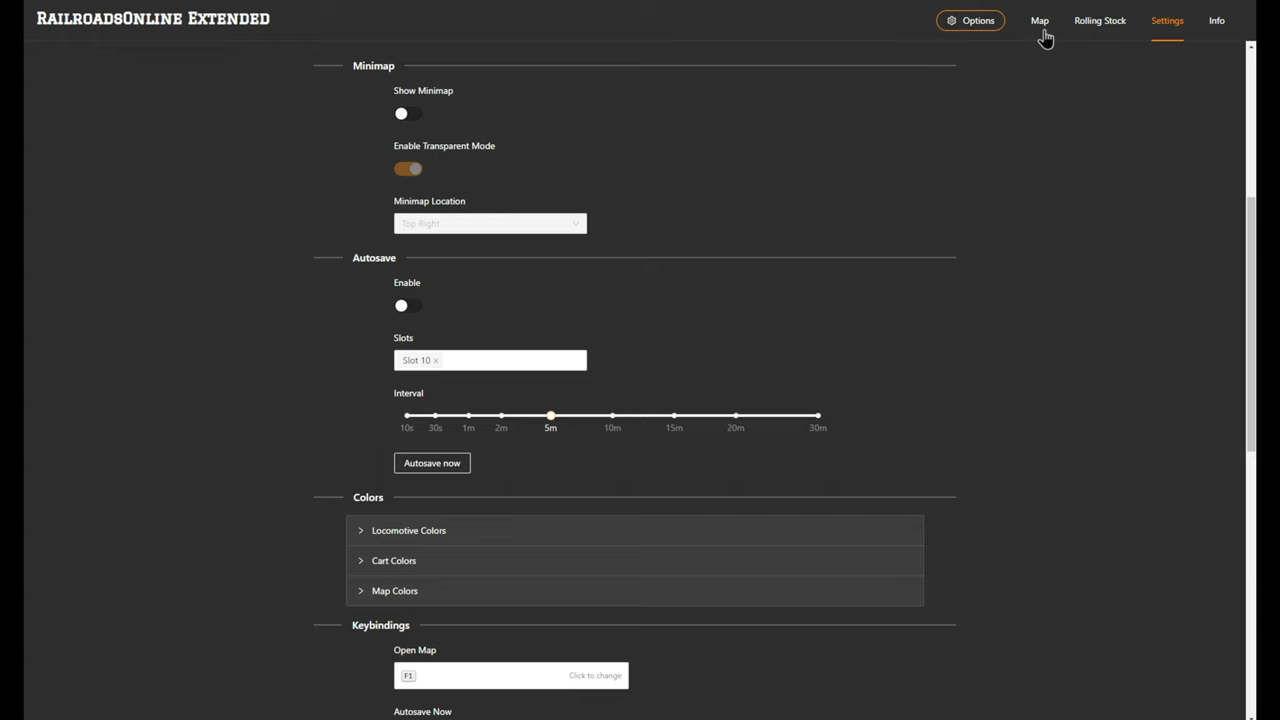 RailroadsOnline Extended
Options
Map
Rolling Stock
Settings
Info
Minimap
Show Minimap
Enable Transparent Mode
Minimap Location
Top Right
Autosave
Enable
Slots
Slot 10 ×
Interval
10s 30s 1m 2m 5m 10m 15m 20m 30m
Autosave now
Colors
Locomotive Colors
Cart Colors
Map Colors
Keybindings
Open Map
F1 Click to change
Autosave Now